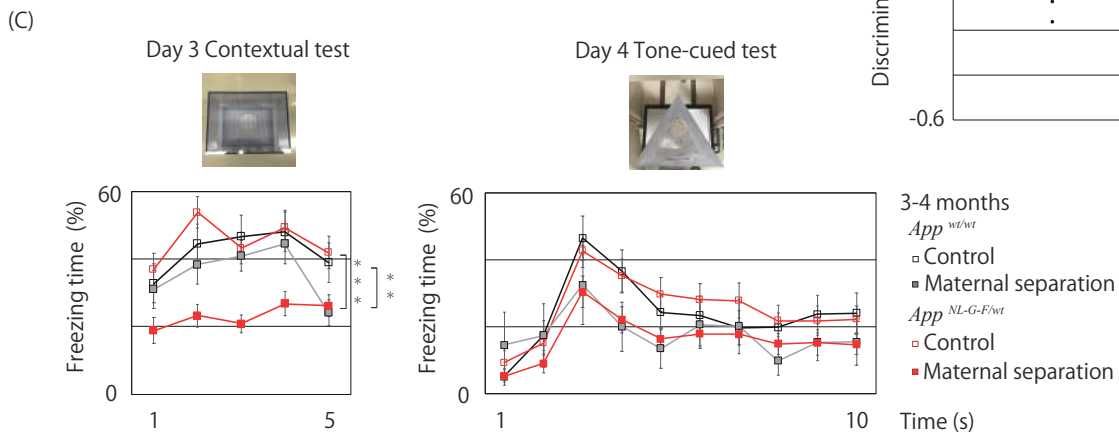 (C)
Discrimin
-0.6
Day 3 Contextual test
Day 4 Tone-cued test
Freezing time (%)
60
0
1
5
***
**
Freezing time (%)
60
0
1
10
Time (s)
3-4 months
App wt/wt
Control
Maternal separation
App NL-G-F/wt
Control
Maternal separation